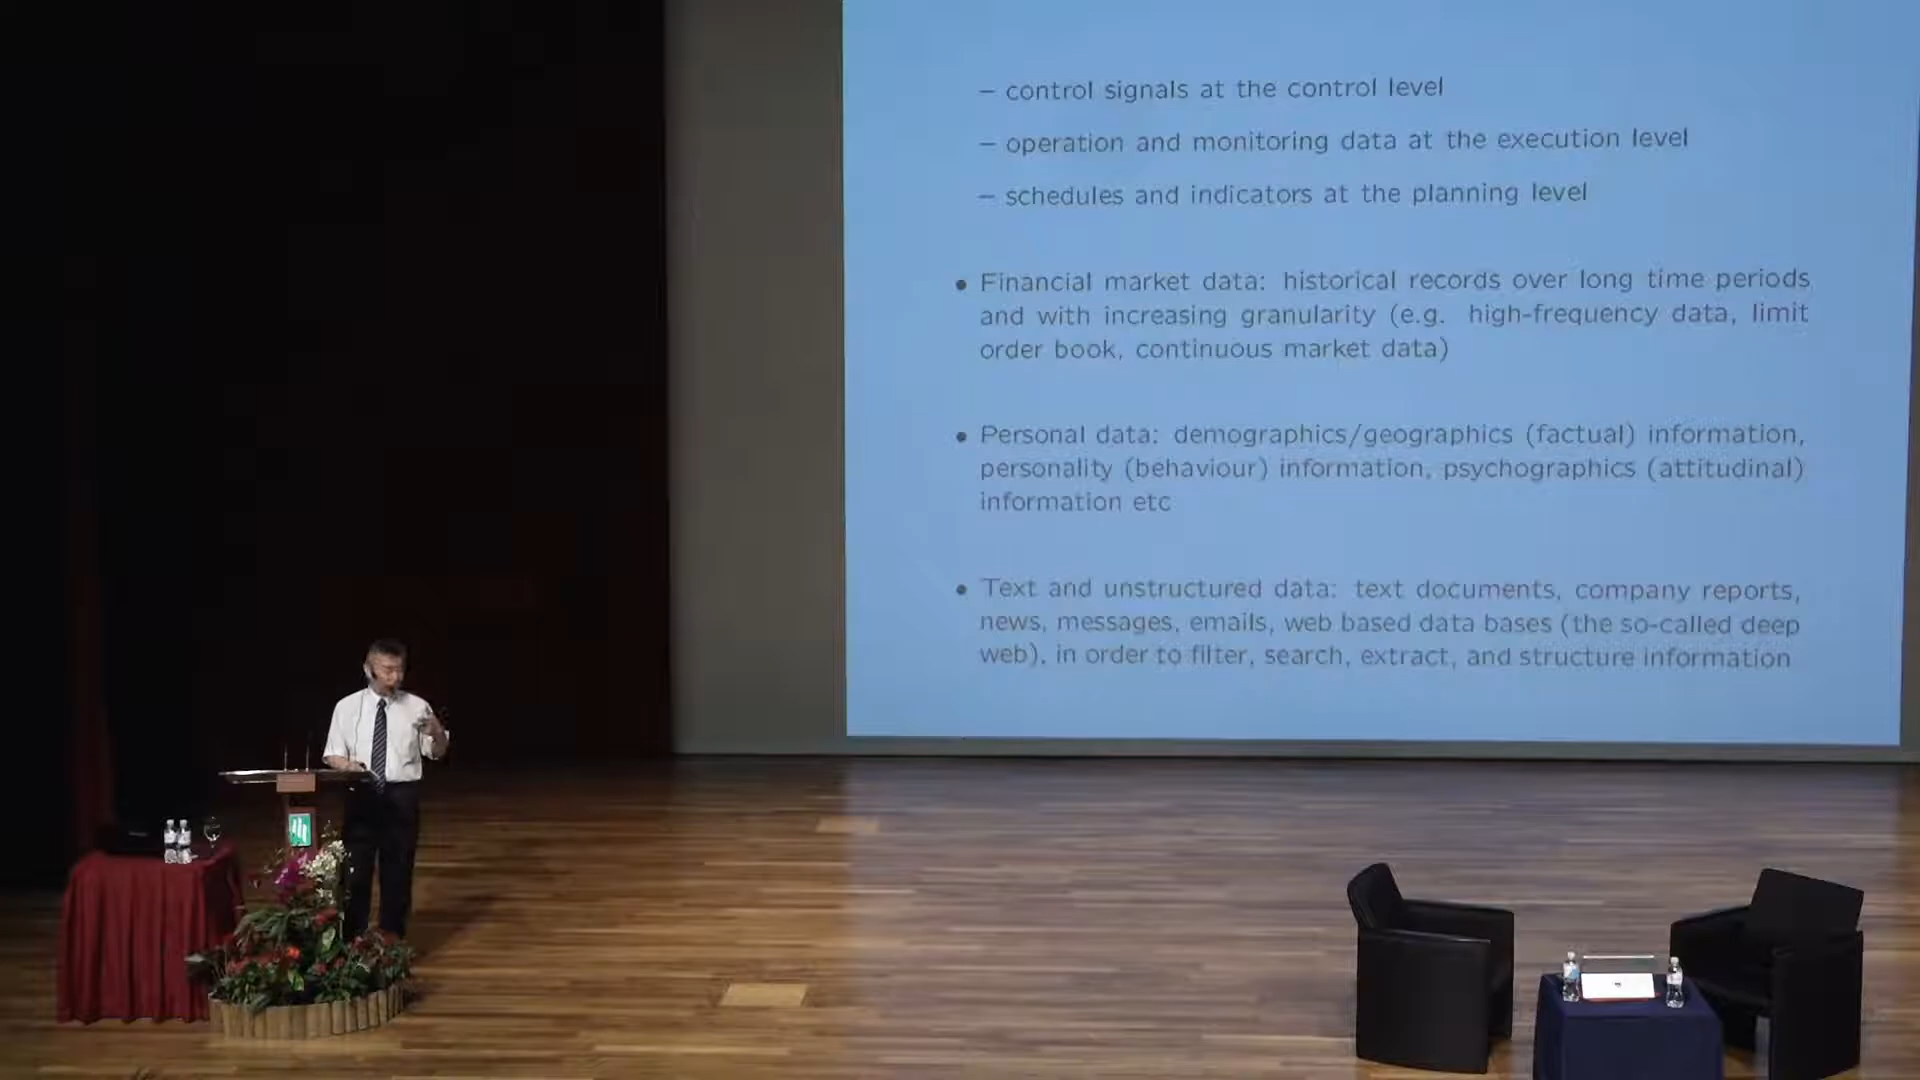 – control signals at the control level
– operation and monitoring data at the execution level
– schedules and indicators at the planning level
• Financial market data: historical records over long time periods
and with increasing granularity (e.g. high-frequency data, limit
order book, continuous market data)
• Personal data: demographics/geographics (factual) information,
personality (behaviour) information, psychographics (attitudinal)
information etc
• Text and unstructured data: text documents, company reports,
news, messages, emails, web based data bases (the so-called deep
web), in order to filter, search, extract, and structure information